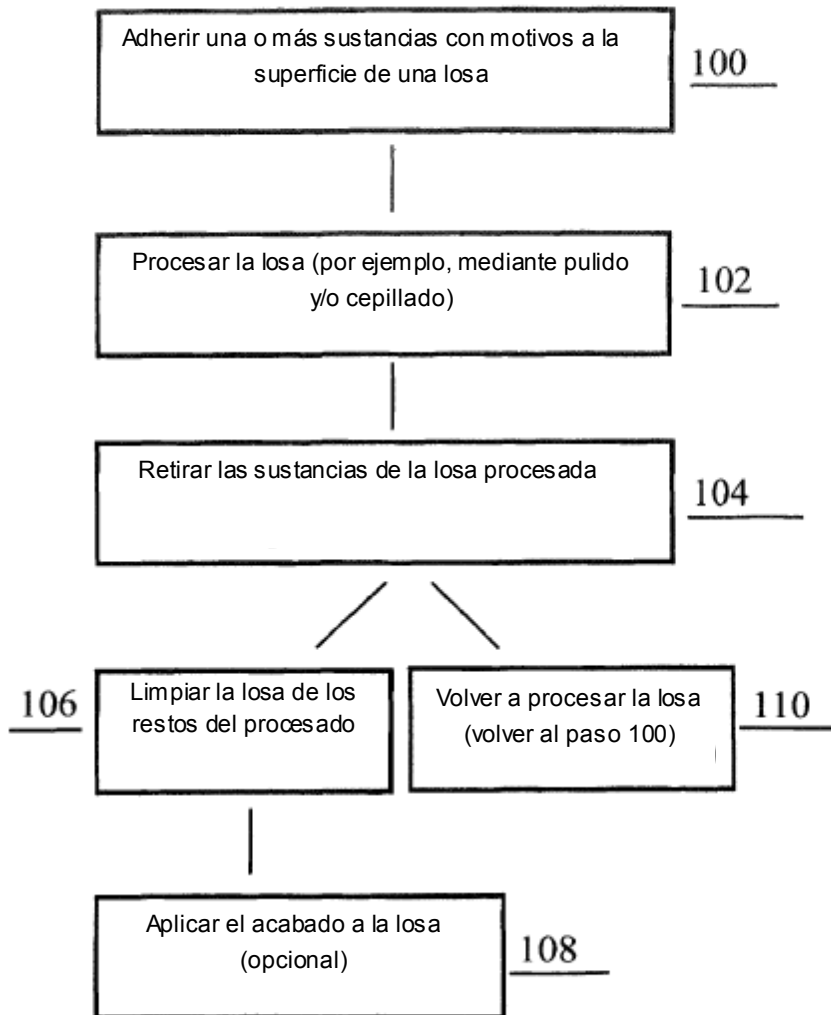 Adherir una o más sustancias con motivos a la
superficie de una losa
100
Procesar la losa (por ejemplo, mediante pulido
y/o cepillado)
102
Retirar las sustancias de la losa procesada
104
106
Limpiar la losa de los
restos del procesado
Volver a procesar la losa
(volver al paso 100)
110
Aplicar el acabado a la losa
(opcional)
108